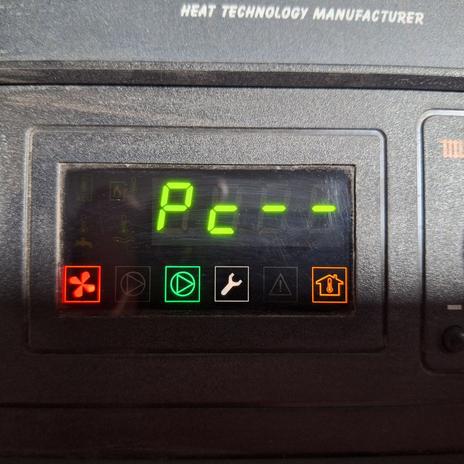 HEAT TECHNOLOGY MANUFACTURER
Pc--